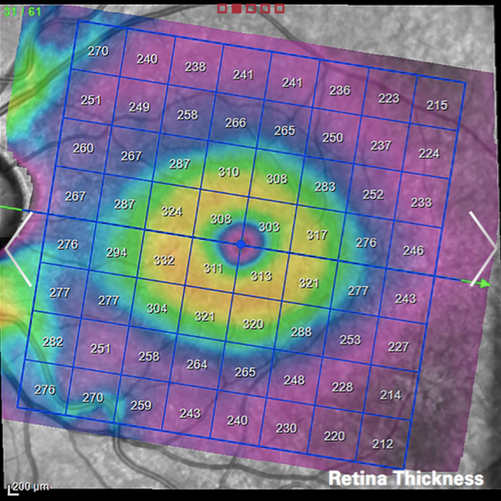 31 / 61
270 240 238 241 241 236 223 215
251 249 258 266 265 250 237 224
260 267 287 310 308 283 252 233
267 287 324 308 303 317 276 246
276 294 332 311 313 321 277 243
277 277 304 321 320 288 253 227
282 251 258 264 265 248 228 214
276 270 259 243 240 230 220 212
200 µm
Retina Thickness